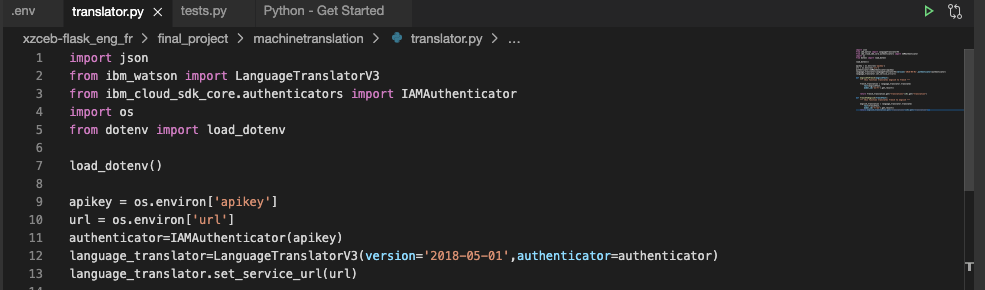 .env translator.py tests.py Python - Get Started
xzceb-flask_eng_fr > final_project > machinetranslation > translator.py > ...
1 import json
2 from ibm_watson import LanguageTranslatorV3
3 from ibm_cloud_sdk_core.authenticators import IAMAuthenticator
4 import os
5 from dotenv import load_dotenv
6
7 load_dotenv()
8
9 apikey = os.environ['apikey']
10 url = os.environ['url']
11 authenticator=IAMAuthenticator(apikey)
12 language_translator=LanguageTranslatorV3(version='2018-05-01',authenticator=authenticator)
13 language_translator.set_service_url(url)
14